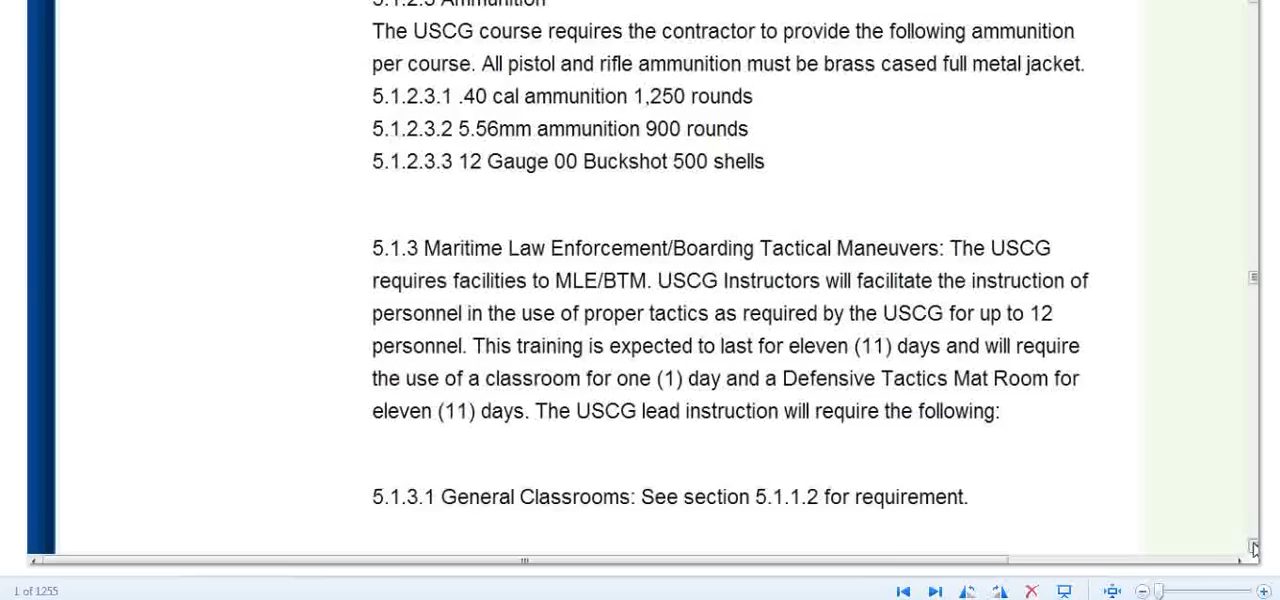 5.1.2.3 Ammunition
The USCG course requires the contractor to provide the following ammunition
per course. All pistol and rifle ammunition must be brass cased full metal jacket.
5.1.2.3.1 .40 cal ammunition 1,250 rounds
5.1.2.3.2 5.56mm ammunition 900 rounds
5.1.2.3.3 12 Gauge 00 Buckshot 500 shells
5.1.3 Maritime Law Enforcement/Boarding Tactical Maneuvers: The USCG
requires facilities to MLE/BTM. USCG Instructors will facilitate the instruction of
personnel in the use of proper tactics as required by the USCG for up to 12
personnel. This training is expected to last for eleven (11) days and will require
the use of a classroom for one (1) day and a Defensive Tactics Mat Room for
eleven (11) days. The USCG lead instruction will require the following:
5.1.3.1 General Classrooms: See section 5.1.1.2 for requirement.
1 of 1255